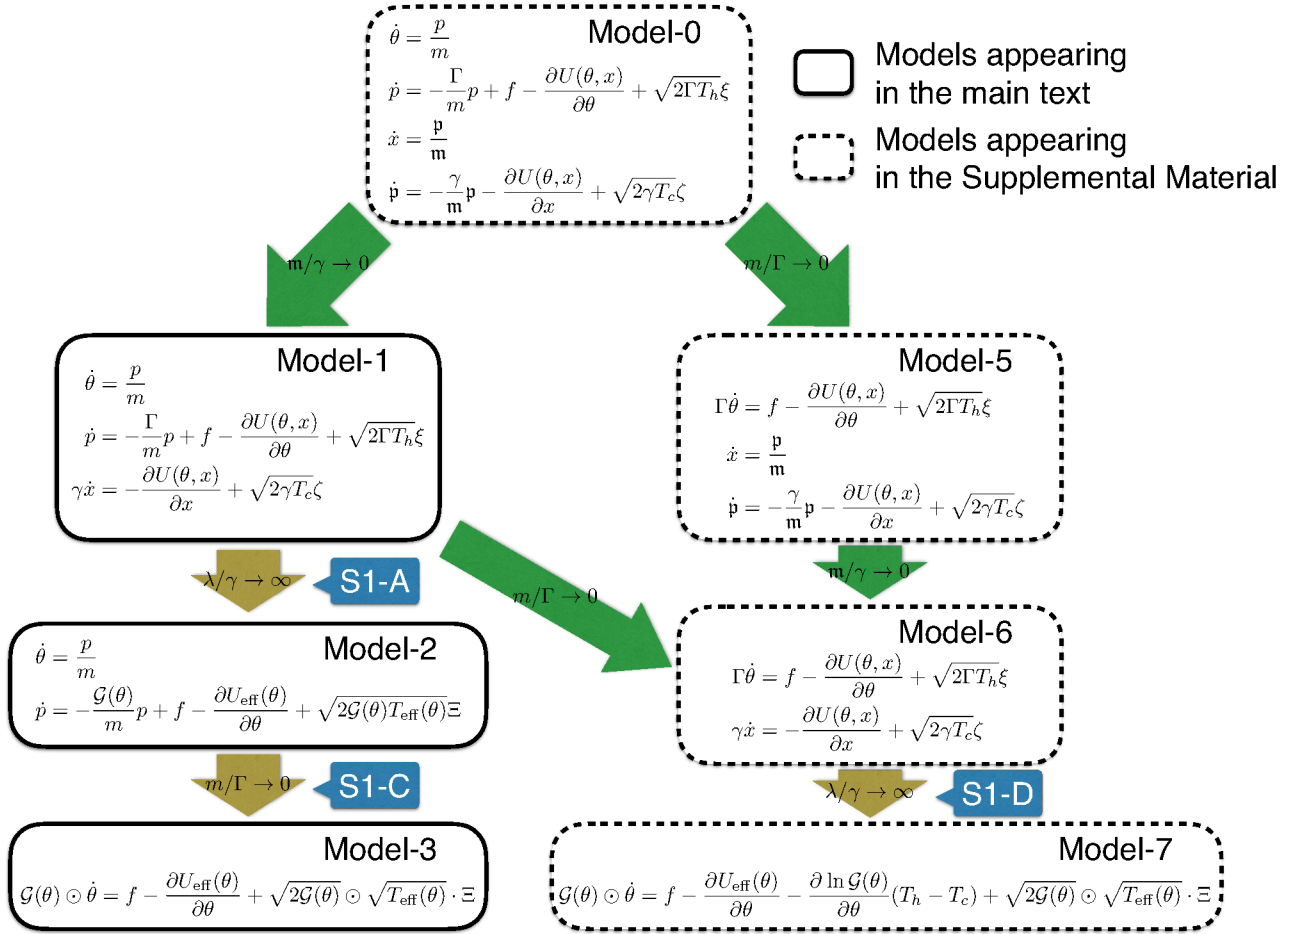 Model-0
θ̇ = p/m
ṗ = −(Γ/m)p + f − ∂U(θ, x)/∂θ + √(2ΓT_h)ξ
ẋ = 𝔭/𝔪
𝔭̇ = −(γ/𝔪)𝔭 − ∂U(θ, x)/∂x + √(2γT_c)ζ
Models appearing
in the main text
Models appearing
in the Supplemental Material
𝔪/γ → 0
m/Γ → 0
Model-1
θ̇ = p/m
ṗ = −(Γ/m)p + f − ∂U(θ, x)/∂θ + √(2ΓT_h)ξ
γẋ = −∂U(θ, x)/∂x + √(2γT_c)ζ
Model-5
Γθ̇ = f − ∂U(θ, x)/∂θ + √(2ΓT_h)ξ
ẋ = 𝔭/𝔪
𝔭̇ = −(γ/𝔪)𝔭 − ∂U(θ, x)/∂x + √(2γT_c)ζ
λ/γ → ∞
S1-A
m/Γ → 0
𝔪/γ → 0
Model-2
θ̇ = p/m
ṗ = −(𝒢(θ)/m)p + f − ∂U_eff(θ)/∂θ + √(2𝒢(θ)T_eff(θ))Ξ
Model-6
Γθ̇ = f − ∂U(θ, x)/∂θ + √(2ΓT_h)ξ
γẋ = −∂U(θ, x)/∂x + √(2γT_c)ζ
m/Γ → 0
S1-C
λ/γ → ∞
S1-D
Model-3
𝒢(θ) ⊙ θ̇ = f − ∂U_eff(θ)/∂θ + √(2𝒢(θ)) ⊙ √(T_eff(θ)) · Ξ
Model-7
𝒢(θ) ⊙ θ̇ = f − ∂U_eff(θ)/∂θ − (∂ ln 𝒢(θ)/∂θ)(T_h − T_c) + √(2𝒢(θ)) ⊙ √(T_eff(θ)) · Ξ